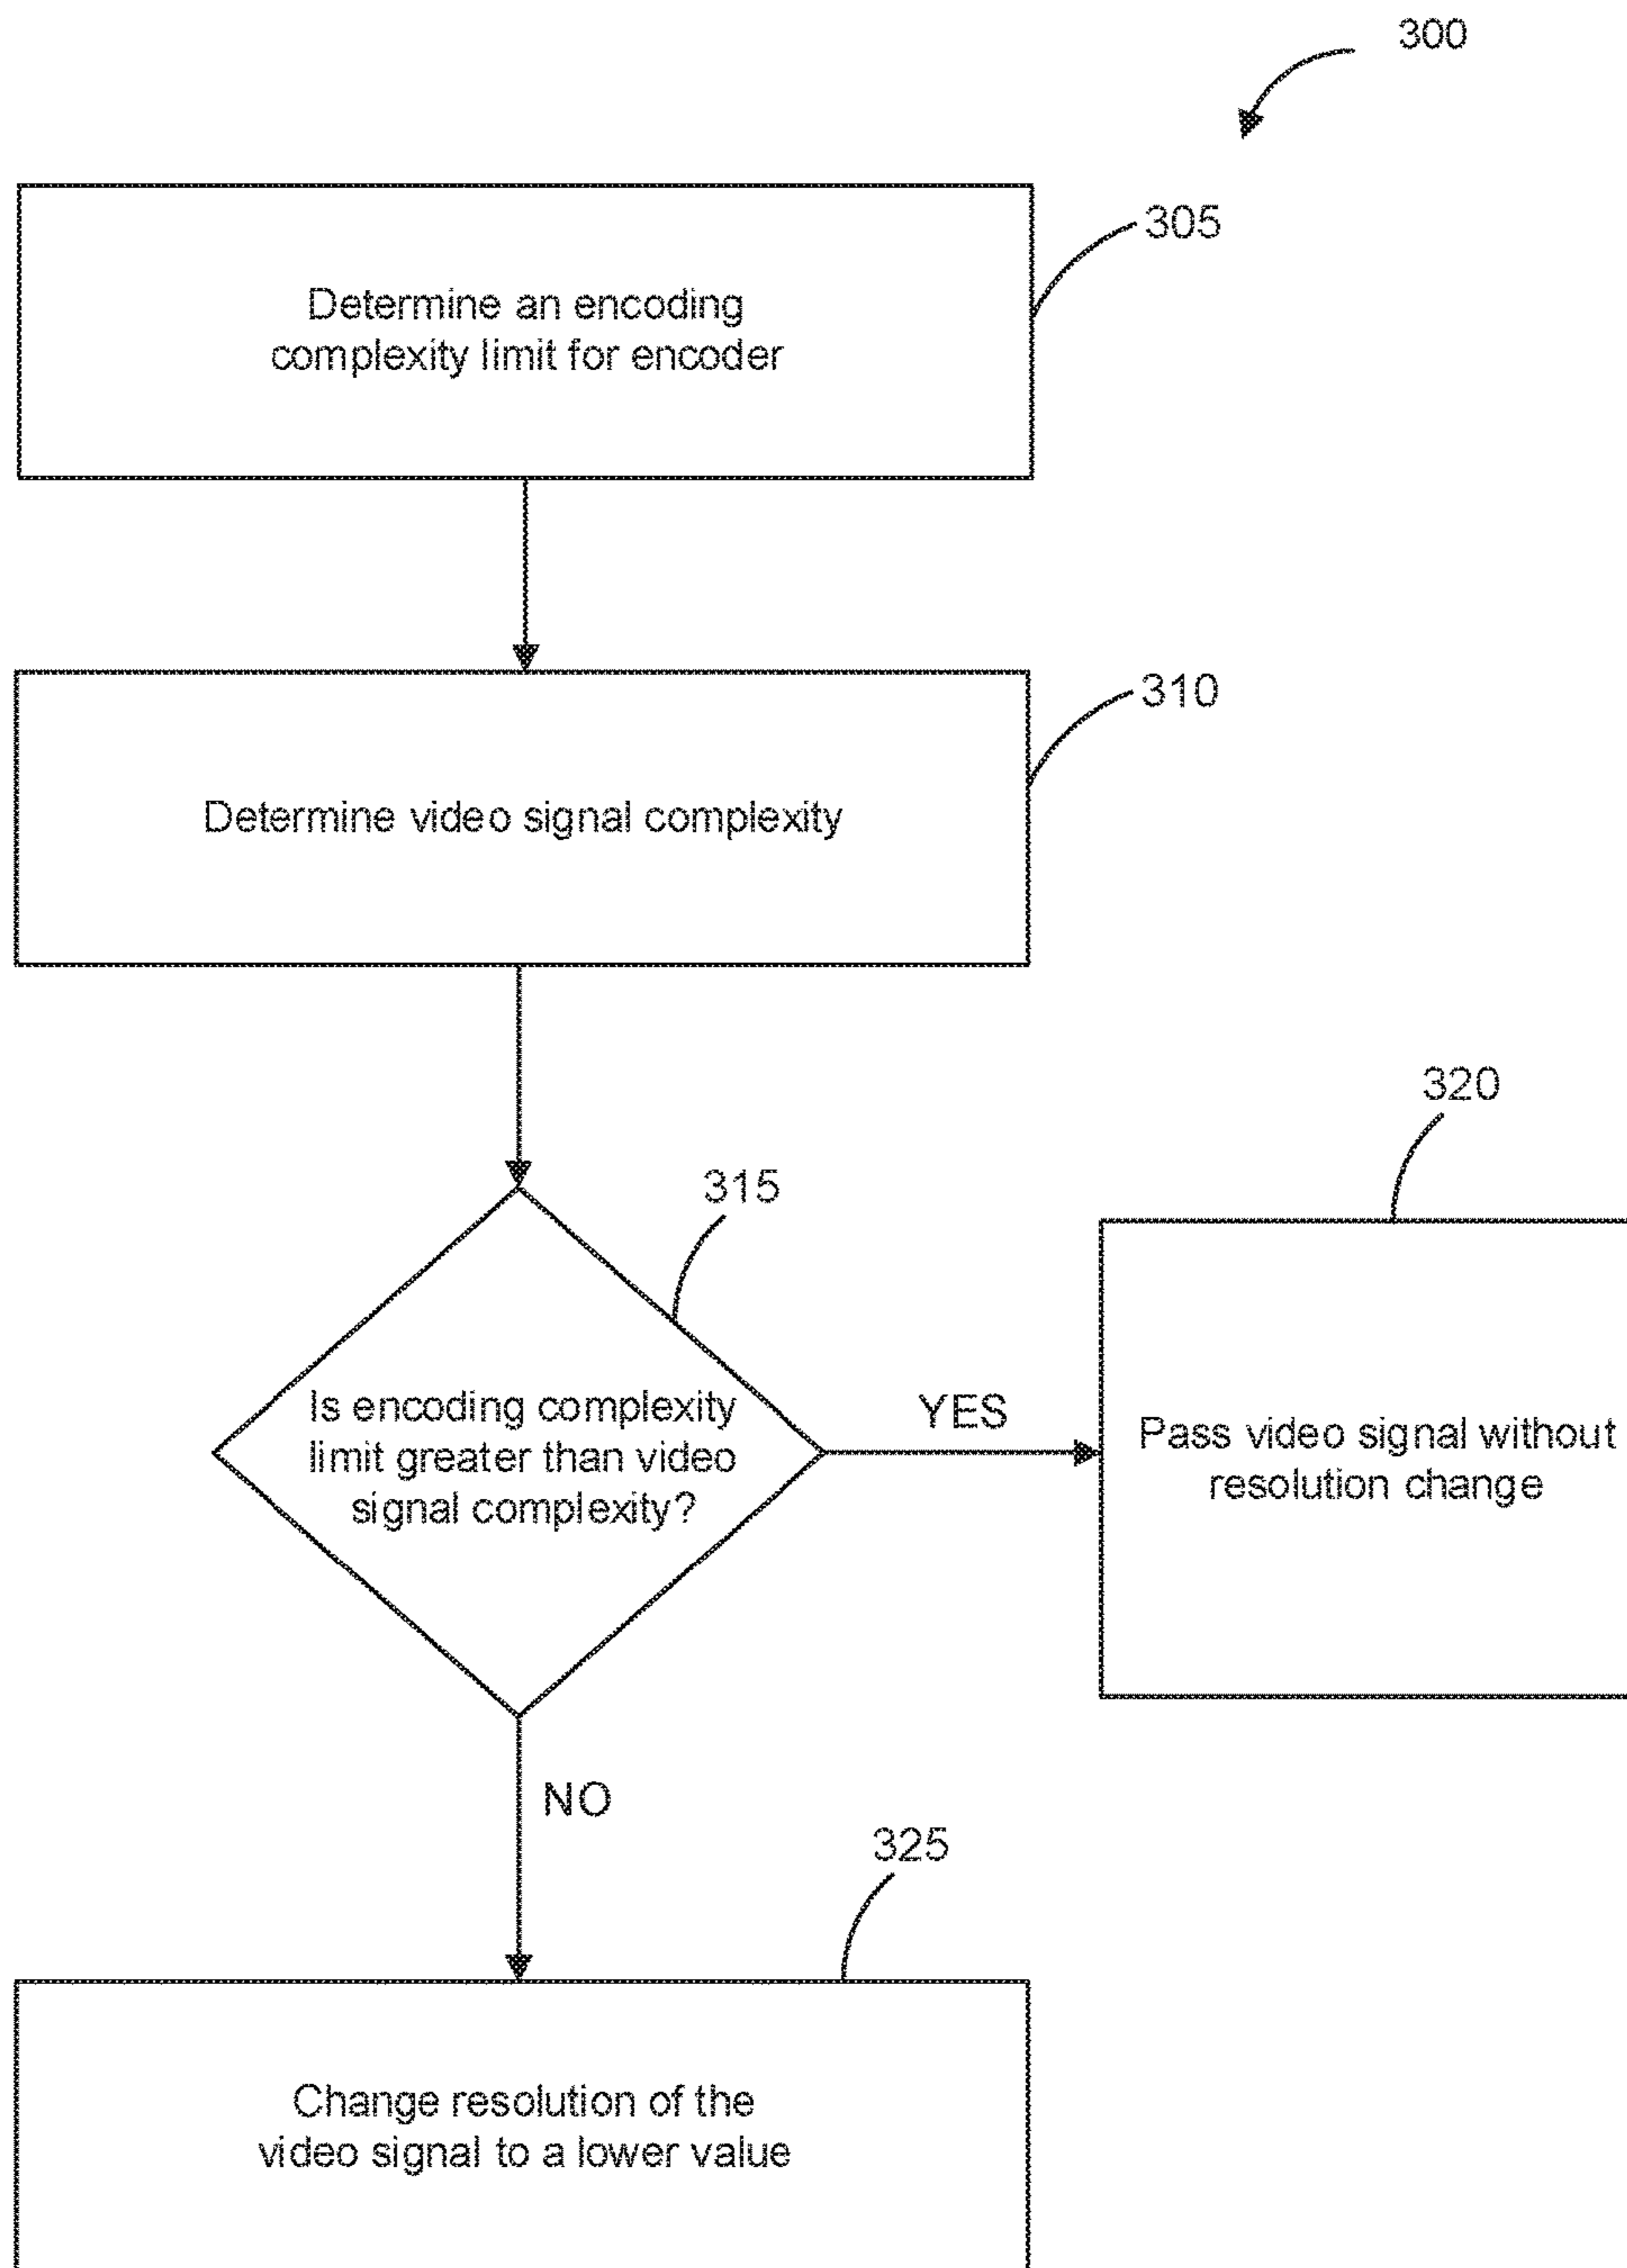 300
305
Determine an encoding
complexity limit for encoder
310
Determine video signal complexity
315
320
Is encoding complexity
limit greater than video
signal complexity?
YES
Pass video signal without
resolution change
NO
325
Change resolution of the
video signal to a lower value